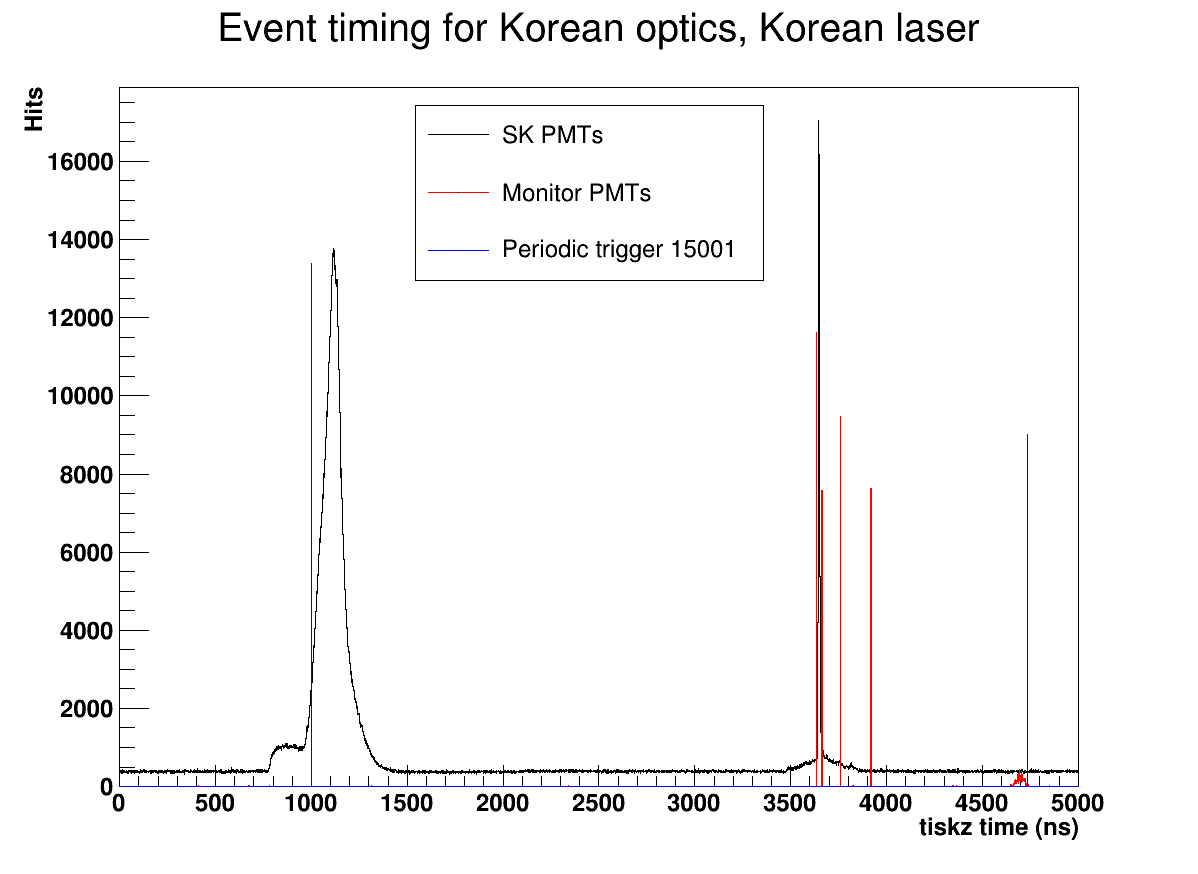 Event timing for Korean optics, Korean laser
Hits
SK PMTs
Monitor PMTs
Periodic trigger 15001
16000
14000
12000
10000
8000
6000
4000
2000
0
0 500 1000 1500 2000 2500 3000 3500 4000 4500 5000
tiskz time (ns)